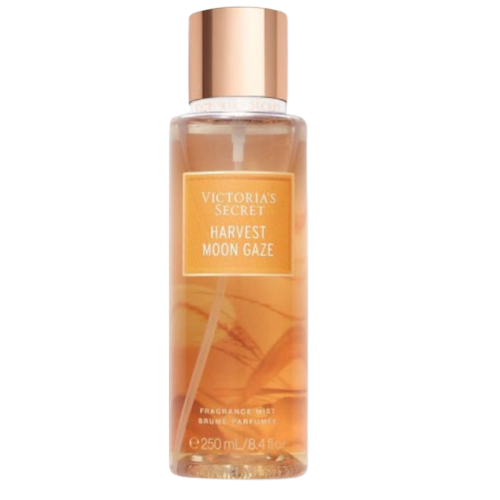 VICTORIA'S
SECRET
HARVEST
MOON GAZE
FRAGRANCE MIST
BRUME PARFUMÉE
℮ 250 mL/8.4 fl oz